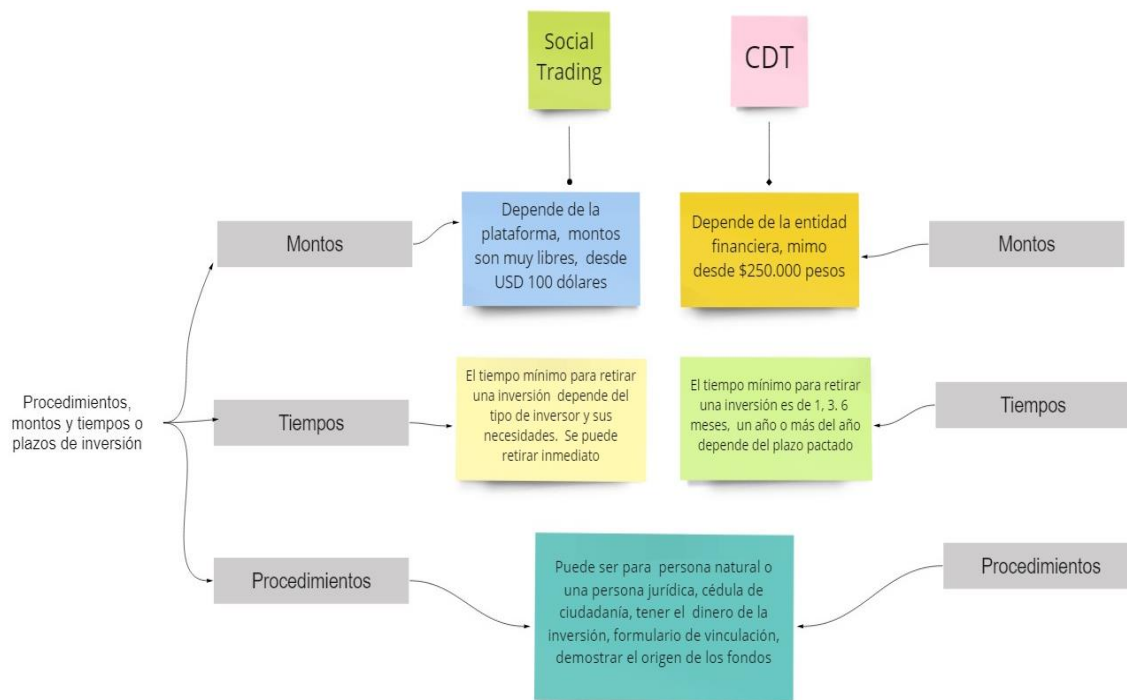 Social
Trading
CDT
Montos
Depende de la
plataforma, montos
son muy libres, desde
USD 100 dólares
Depende de la entidad
financiera, mimo
desde $250.000 pesos
Montos
Procedimientos,
montos y tiempos o
plazos de inversión
Tiempos
El tiempo mínimo para retirar
una inversión depende del
tipo de inversor y sus
necesidades. Se puede
retirar inmediato
El tiempo mínimo para retirar
una inversión es de 1, 3. 6
meses, un año o más del año
depende del plazo pactado
Tiempos
Procedimientos
Puede ser para persona natural o
una persona jurídica, cédula de
ciudadanía, tener el dinero de la
inversión, formulario de vinculación,
demostrar el origen de los fondos
Procedimientos